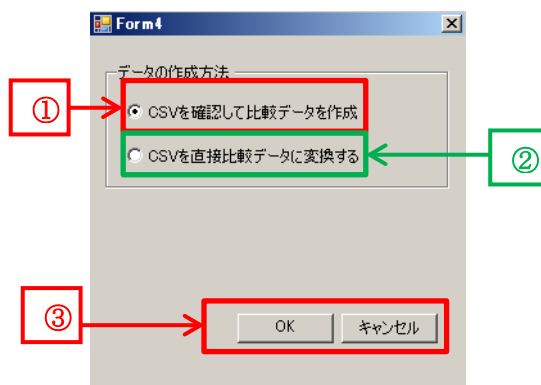 Form4
データの作成方法
① CSVを確認して比較データを作成
CSVを直接比較データに変換する ②
③ OK キャンセル